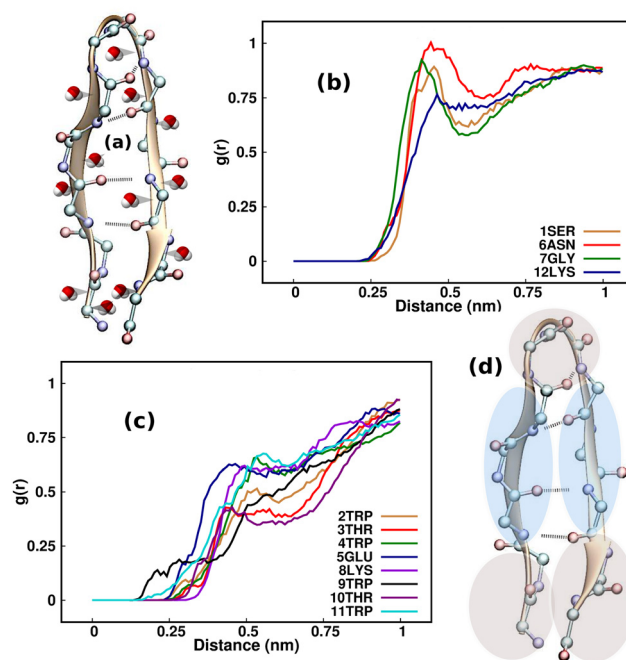 (a)
(b)
g(r)
1
0.75
0.5
0.25
0
0
0.25
0.5
0.75
1
Distance (nm)
1SER
6ASN
7GLY
12LYS
(c)
g(r)
1
0.75
0.5
0.25
0
0
0.25
0.5
0.75
1
Distance (nm)
2TRP
3THR
4TRP
5GLU
8LYS
9TRP
10THR
11TRP
(d)